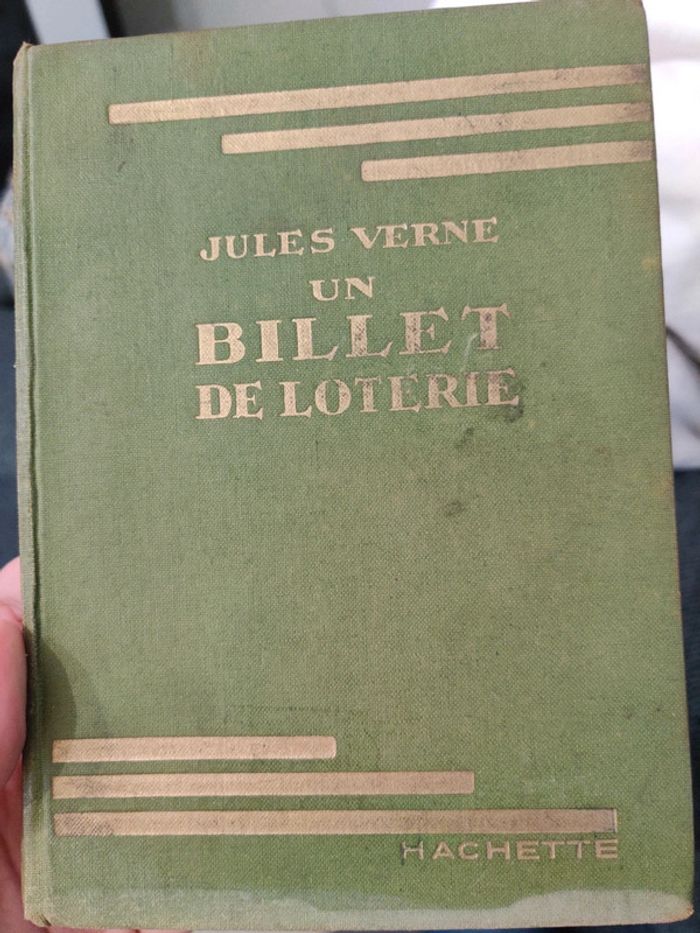 JULES VERNE
UN
BILLET
DE LOTERIE
HACHETTE